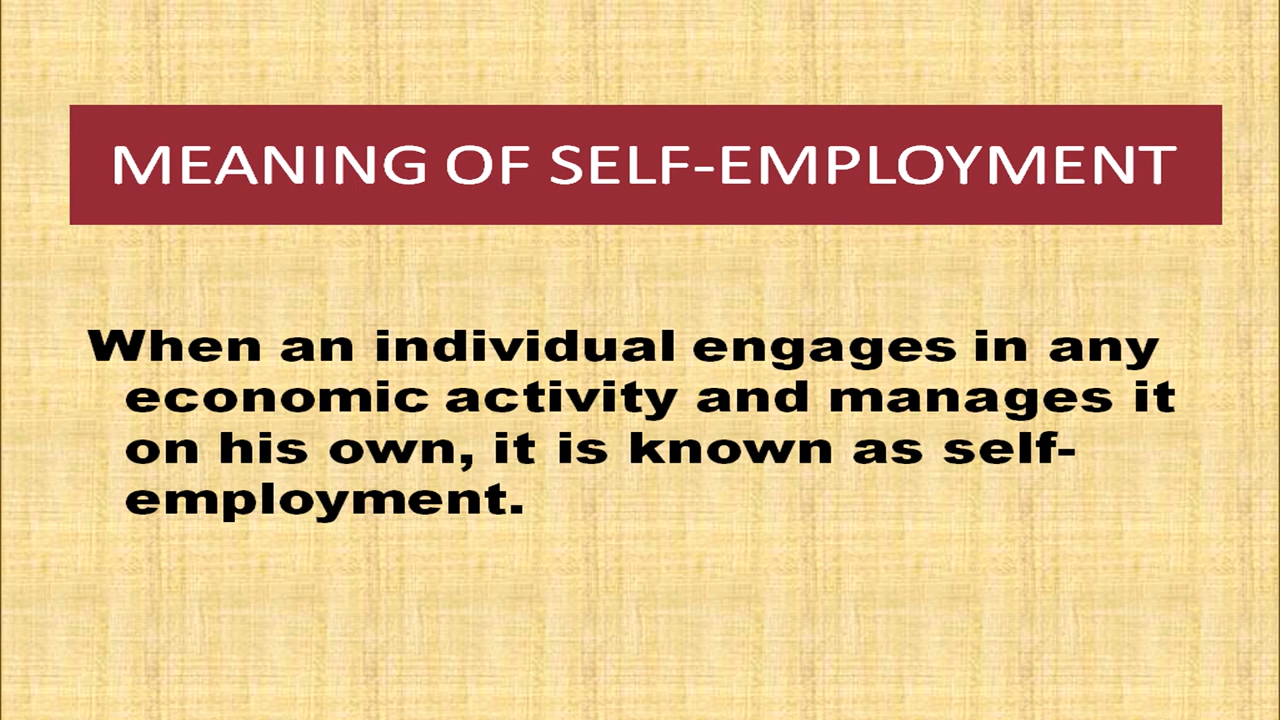 MEANING OF SELF-EMPLOYMENT
When an individual engages in any
economic activity and manages it
on his own, it is known as self-
employment.